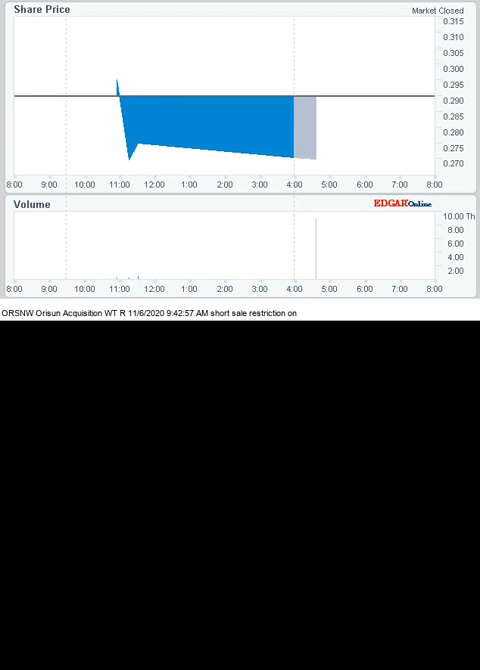 Share Price
Market Closed
0.315
0.310
0.305
0.300
0.295
0.290
0.285
0.280
0.275
0.270
8:00 9:00 10:00 11:00 12:00 1:00 2:00 3:00 4:00 5:00 6:00 7:00 8:00
Volume
EDGAR Online
10.00 Th
8.00
6.00
4.00
2.00
8:00 9:00 10:00 11:00 12:00 1:00 2:00 3:00 4:00 5:00 6:00 7:00 8:00
ORSNW Orisun Acquisition WT R 11/6/2020 9:42:57 AM short sale restriction on